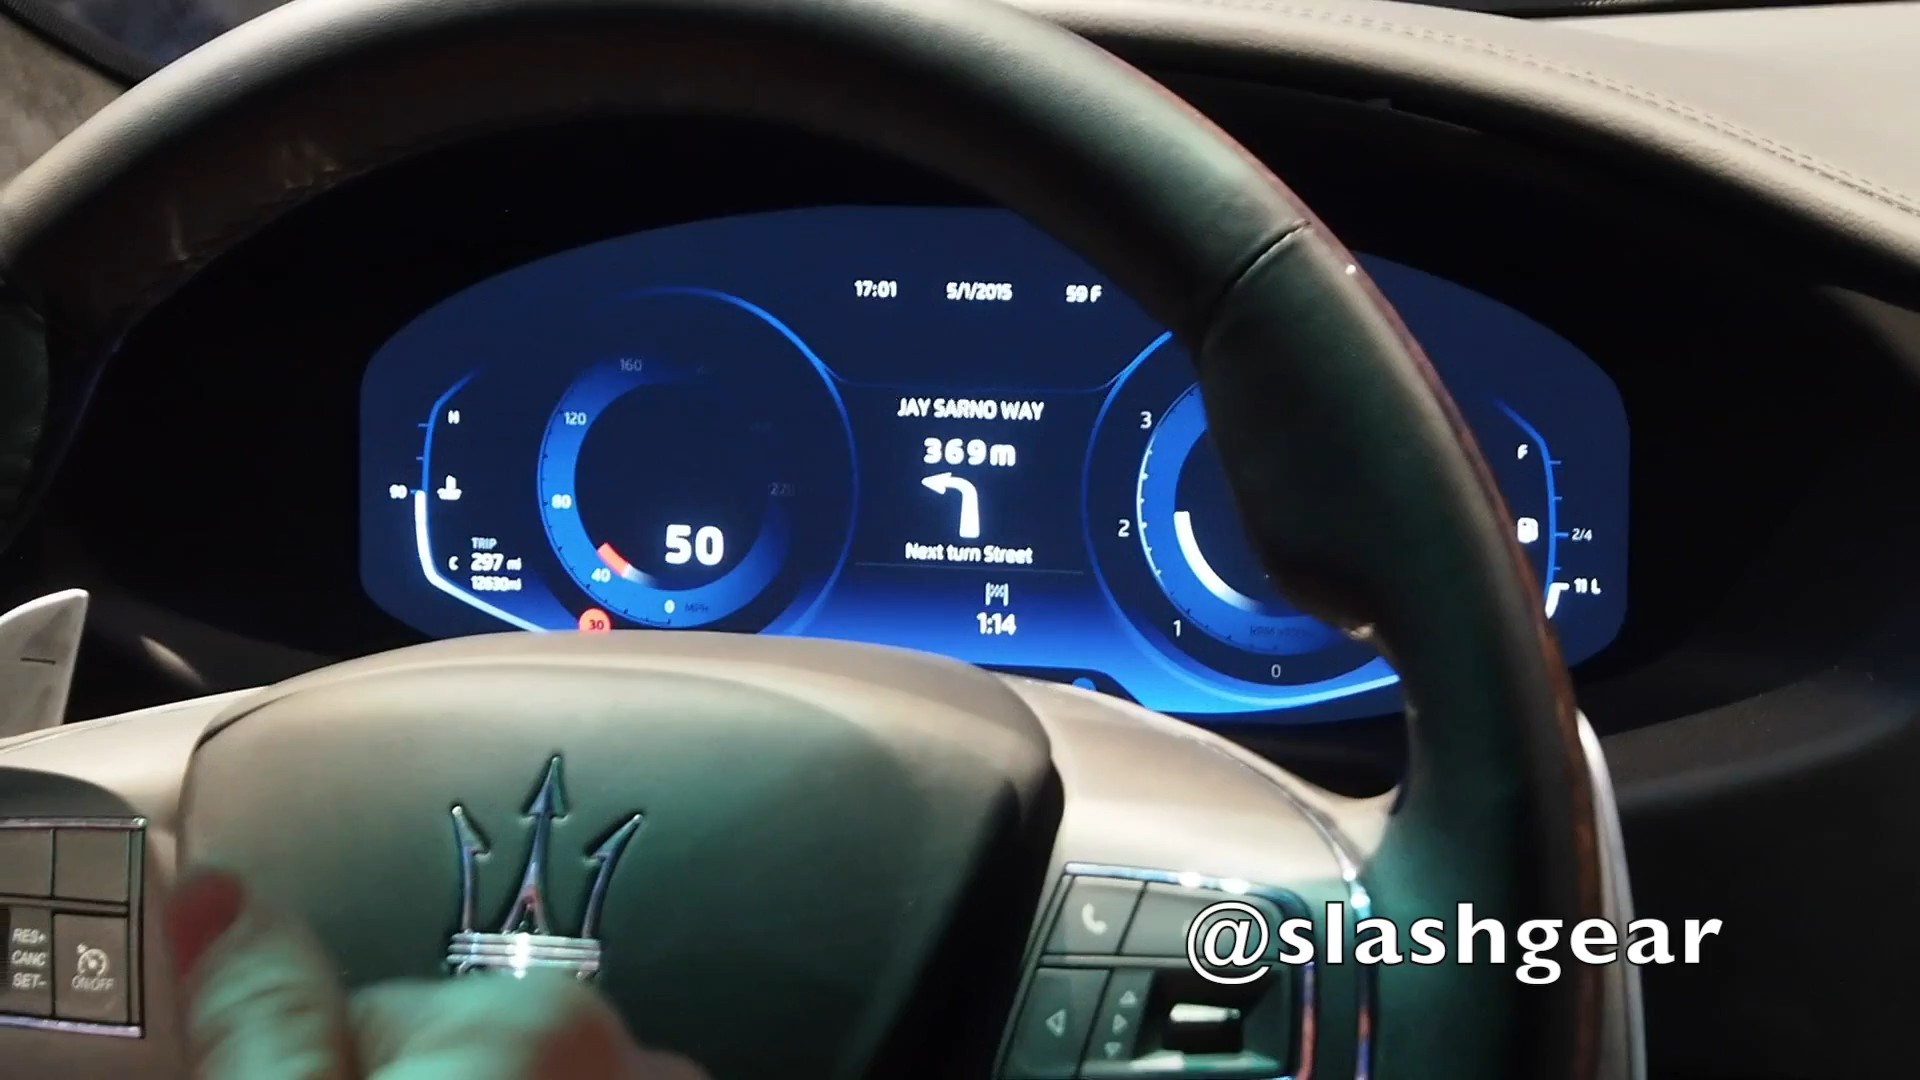 17:01 5/1/2015 59 F
160
120
80
40
0 MPH
270
50
30
H
90
C
TRIP
297 mi
12630mi
JAY SARNO WAY
369m
Next turn Street
1:14
3
2
1
0
F
2/4
11 L
RES+
CANC
SET-
ON/OFF
@slashgear